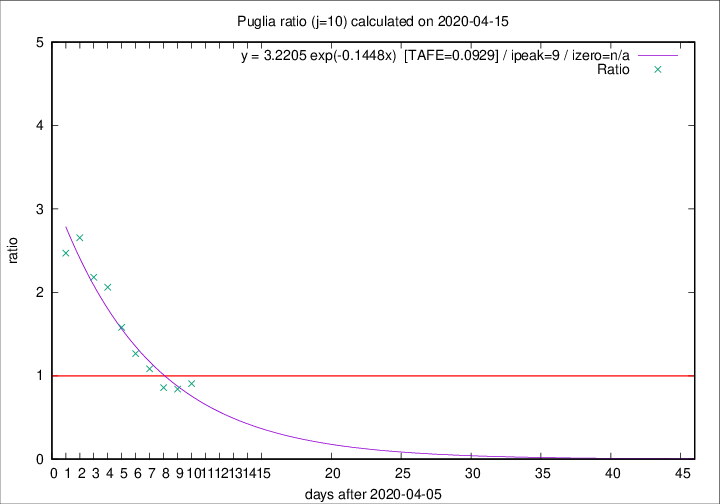 Puglia ratio (j=10) calculated on 2020-04-15
y = 3.2205 exp(-0.1448x)  [TAFE=0.0929] / ipeak=9 / izero=n/a
Ratio
5
4
3
2
1
0
ratio
0 1 2 3 4 5 6 7 8 9 10 11 12 13 14 15 20 25 30 35 40 45
days after 2020-04-05